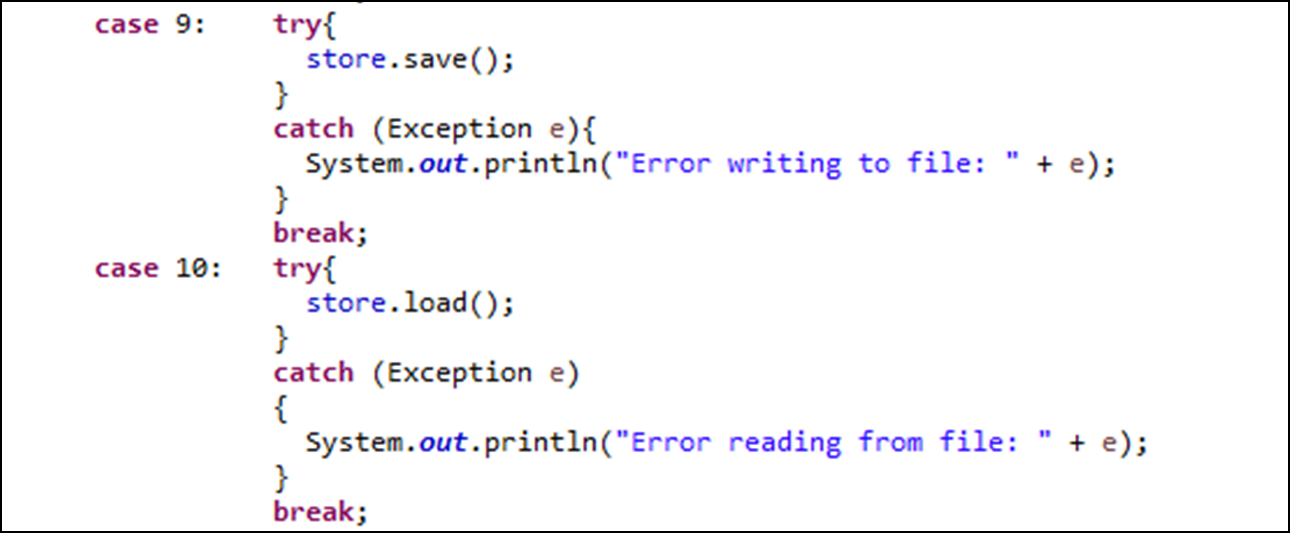 case 9: try{
store.save();
}
catch (Exception e){
System.out.println("Error writing to file: " + e);
}
break;
case 10: try{
store.load();
}
catch (Exception e)
{
System.out.println("Error reading from file: " + e);
}
break;